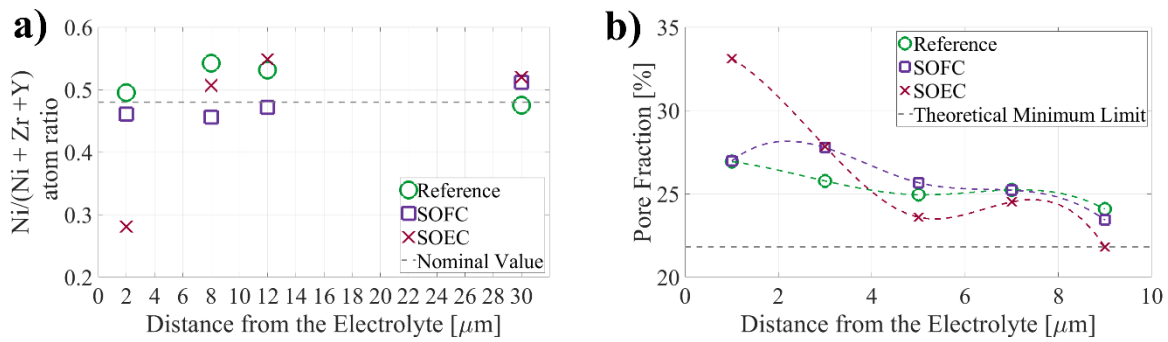 a)
Ni/(Ni + Zr + Y)
atom ratio
0.6
0.5
0.4
0.3
0.2
Reference
SOFC
SOEC
Nominal Value
0 2 4 6 8 10 12 14 16 18 20 22 24 26 28 30
Distance from the Electrolyte [μm]
b)
Pore Fraction [%]
35
30
25
20
Reference
SOFC
SOEC
Theoretical Minimum Limit
0 2 4 6 8 10
Distance from the Electrolyte [μm]